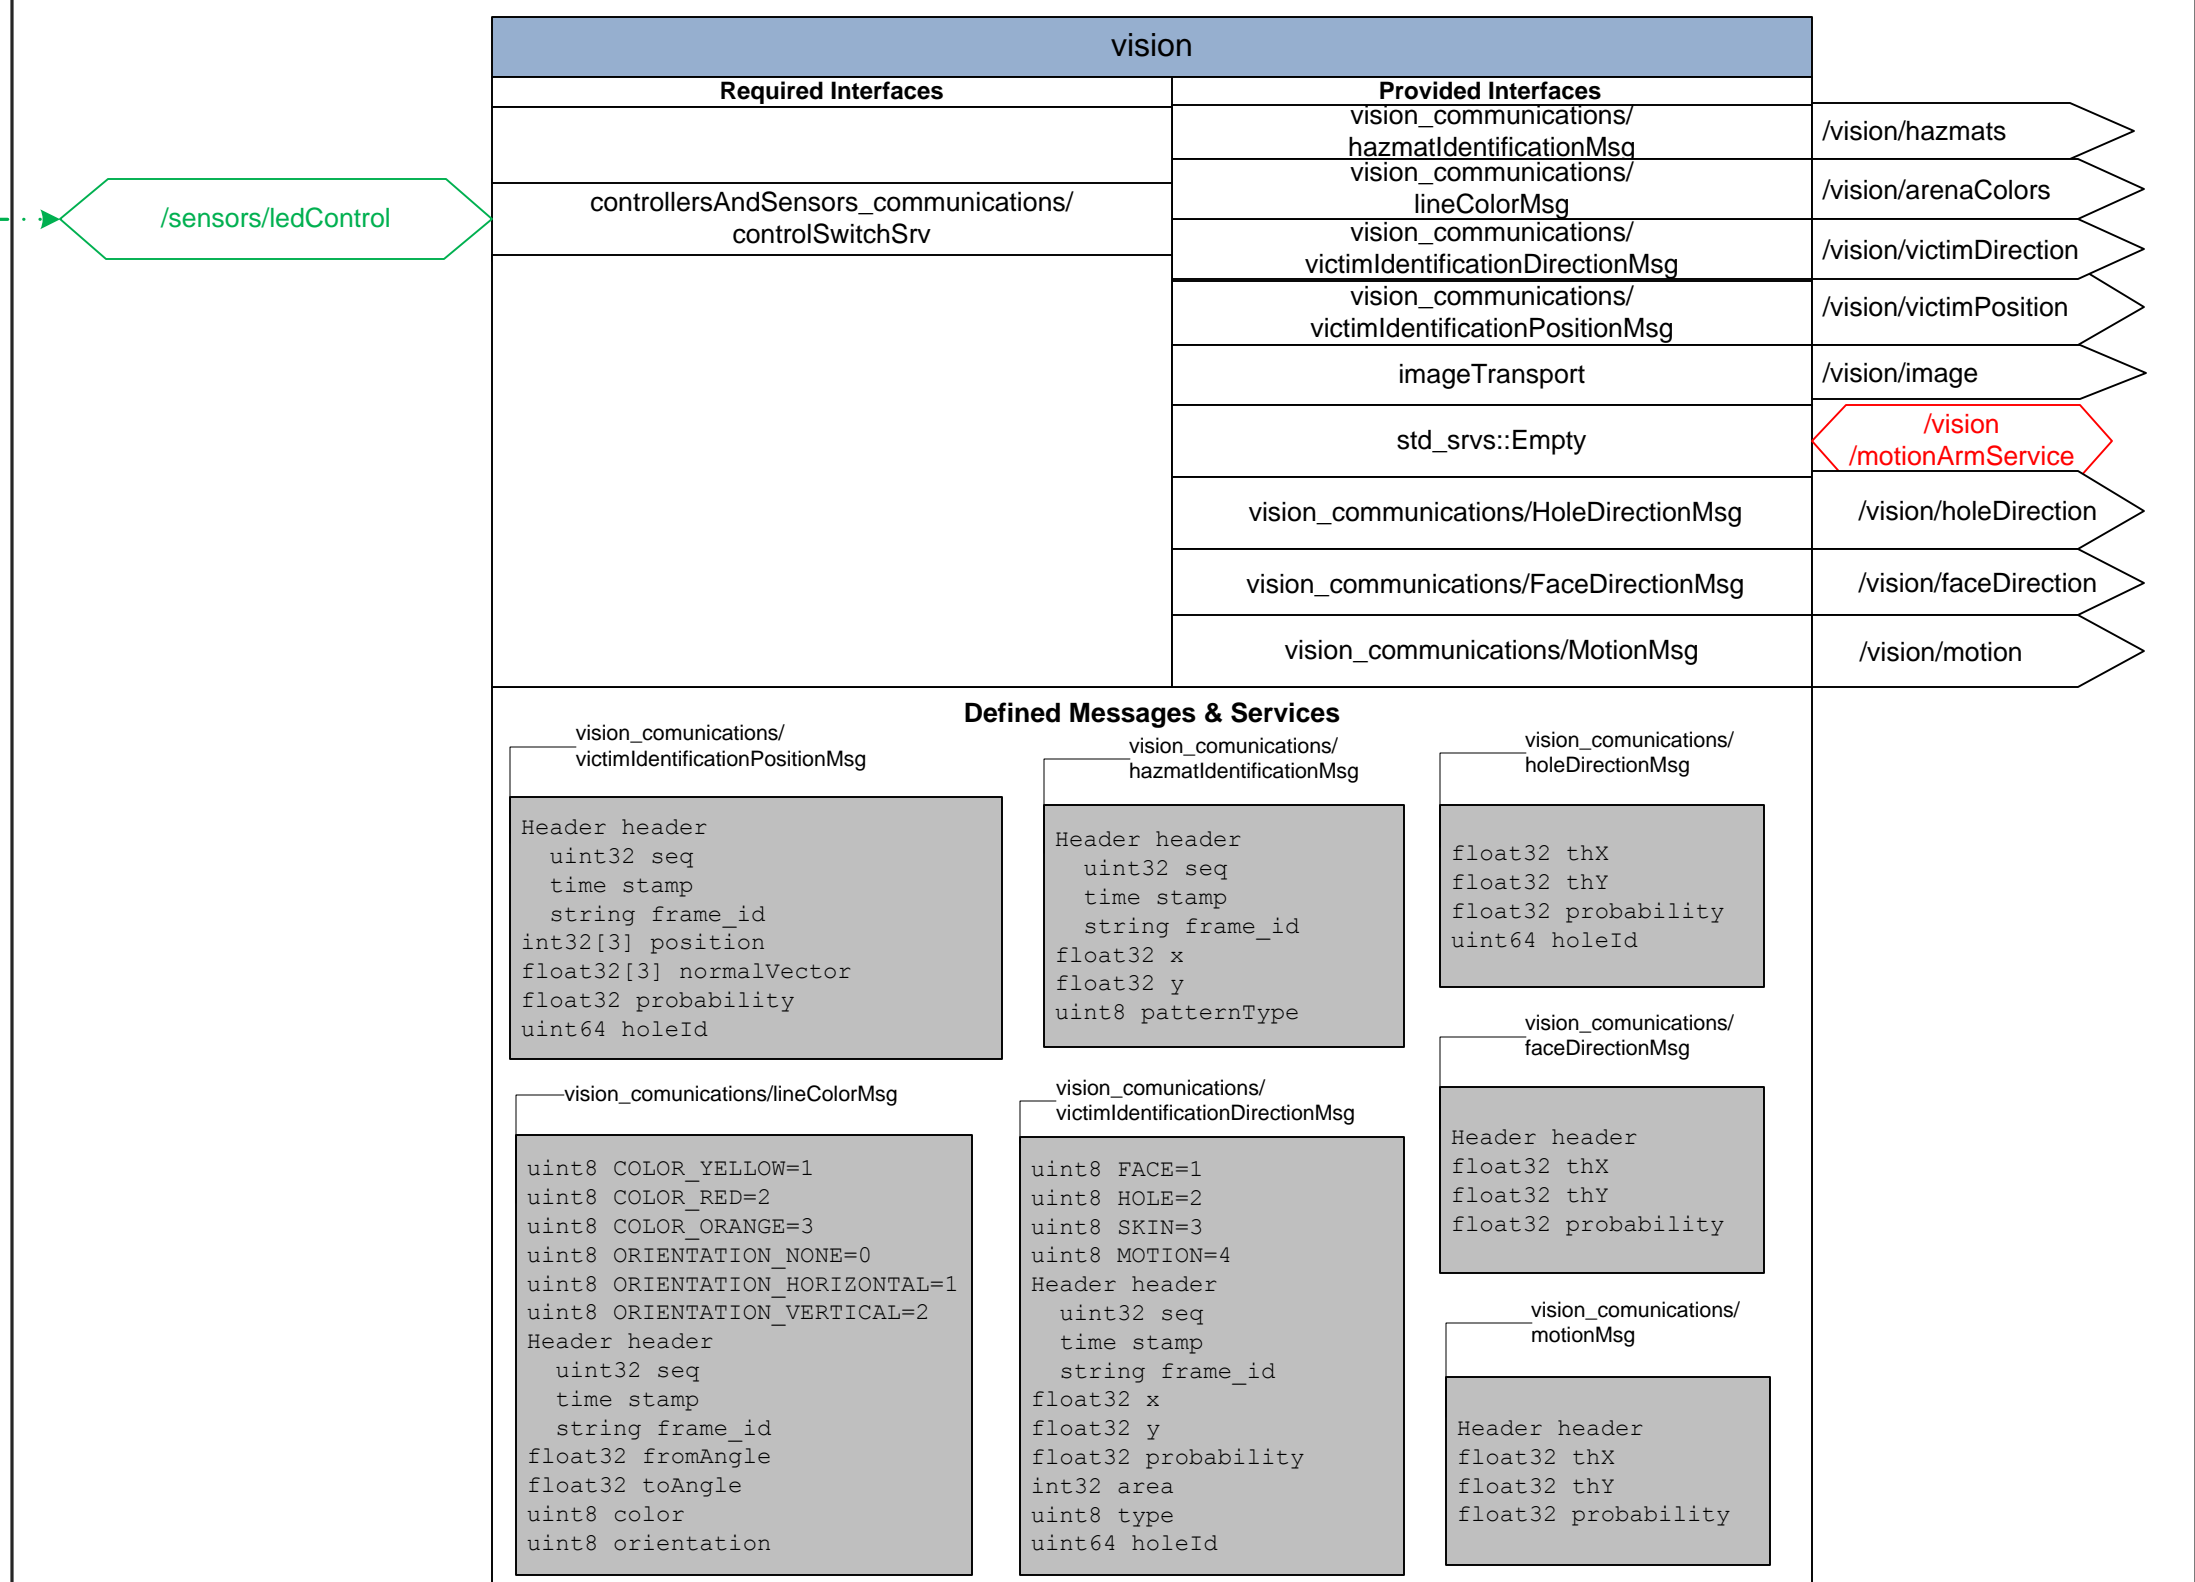 vision
Required Interfaces
Provided Interfaces
/sensors/ledControl
controllersAndSensors_communications/
controlSwitchSrv
vision_communications/
hazmatIdentificationMsg
/vision/hazmats
vision_communications/
lineColorMsg
/vision/arenaColors
vision_communications/
victimIdentificationDirectionMsg
/vision/victimDirection
vision_communications/
victimIdentificationPositionMsg
/vision/victimPosition
imageTransport
/vision/image
std_srvs::Empty
/vision
/motionArmService
vision_communications/HoleDirectionMsg
/vision/holeDirection
vision_communications/FaceDirectionMsg
/vision/faceDirection
vision_communications/MotionMsg
/vision/motion
Defined Messages & Services
vision_comunications/
victimIdentificationPositionMsg
Header header
uint32 seq
time stamp
string frame_id
int32[3] position
float32[3] normalVector
float32 probability
uint64 holeId
vision_comunications/
hazmatIdentificationMsg
Header header
uint32 seq
time stamp
string frame_id
float32 x
float32 y
uint8 patternType
vision_comunications/
holeDirectionMsg
float32 thX
float32 thY
float32 probability
uint64 holeId
vision_comunications/lineColorMsg
uint8 COLOR_YELLOW=1
uint8 COLOR_RED=2
uint8 COLOR_ORANGE=3
uint8 ORIENTATION_NONE=0
uint8 ORIENTATION_HORIZONTAL=1
uint8 ORIENTATION_VERTICAL=2
Header header
uint32 seq
time stamp
string frame_id
float32 fromAngle
float32 toAngle
uint8 color
uint8 orientation
vision_comunications/
victimIdentificationDirectionMsg
uint8 FACE=1
uint8 HOLE=2
uint8 SKIN=3
uint8 MOTION=4
Header header
uint32 seq
time stamp
string frame_id
float32 x
float32 y
float32 probability
int32 area
uint8 type
uint64 holeId
vision_comunications/
faceDirectionMsg
Header header
float32 thX
float32 thY
float32 probability
vision_comunications/
motionMsg
Header header
float32 thX
float32 thY
float32 probability